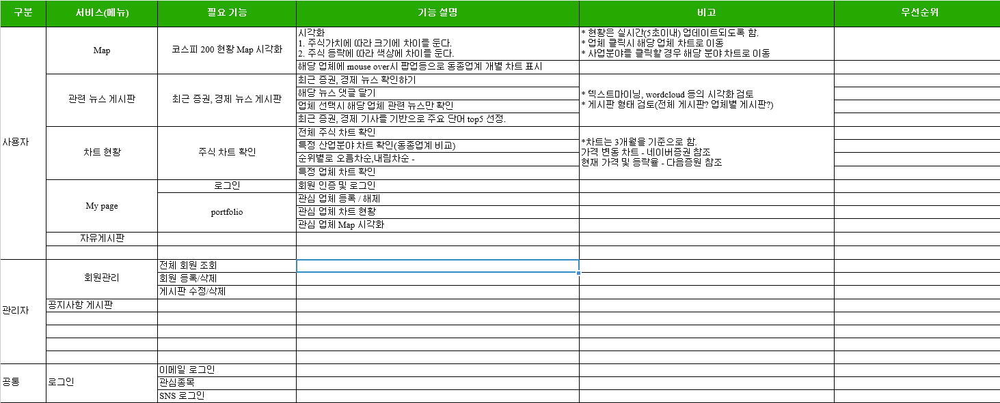 구분 서비스(메뉴) 필요 기능 기능 설명 비고 우선순위
사용자
Map
코스피 200 현황 Map 시각화
시각화
1. 주식가치에 따라 크기에 차이를 둔다.
2. 주식 등락에 따라 색상에 차이를 둔다.
* 현황은 실시간(5초이내) 업데이트되도록 함.
* 업체 클릭시 해당 업체 차트로 이동
* 사업분야를 클릭할 경우 해당 분야 차트로 이동
해당 업체에 mouse over시 팝업등으로 동종업계 개별 차트 표시
관련 뉴스 게시판
최근 증권, 경제 뉴스 게시판
최근 증권, 경제 뉴스 확인하기
해당 뉴스 댓글 달기
업체 선택시 해당 업체 관련 뉴스만 확인
최근 증권, 경제 기사를 기반으로 주요 단어 top5 선정.
* 텍스트마이닝, wordcloud 등의 시각화 검토
* 게시판 형태 검토(전체 게시판? 업체별 게시판?)
차트 현황
주식 차트 확인
전체 주식 차트 확인
특정 산업분야 차트 확인(동종업계 비교)
순위별로 오름차순,내림차순 -
특정 업체 차트 확인
*차트는 3개월을 기준으로 함.
가격 변동 차트 - 네이버증권 참조
현재 가격 및 등락율 - 다음증원 참조
My page
로그인
회원 인증 및 로그인
portfolio
관심 업체 등록 / 해제
관심 업체 차트 현황
관심 업체 Map 시각화
자유게시판
관리자
회원관리
전체 회원 조회
회원 등록/삭제
게시판 수정/삭제
공지사항 게시판
공통
로그인
이메일 로그인
관심종목
SNS 로그인